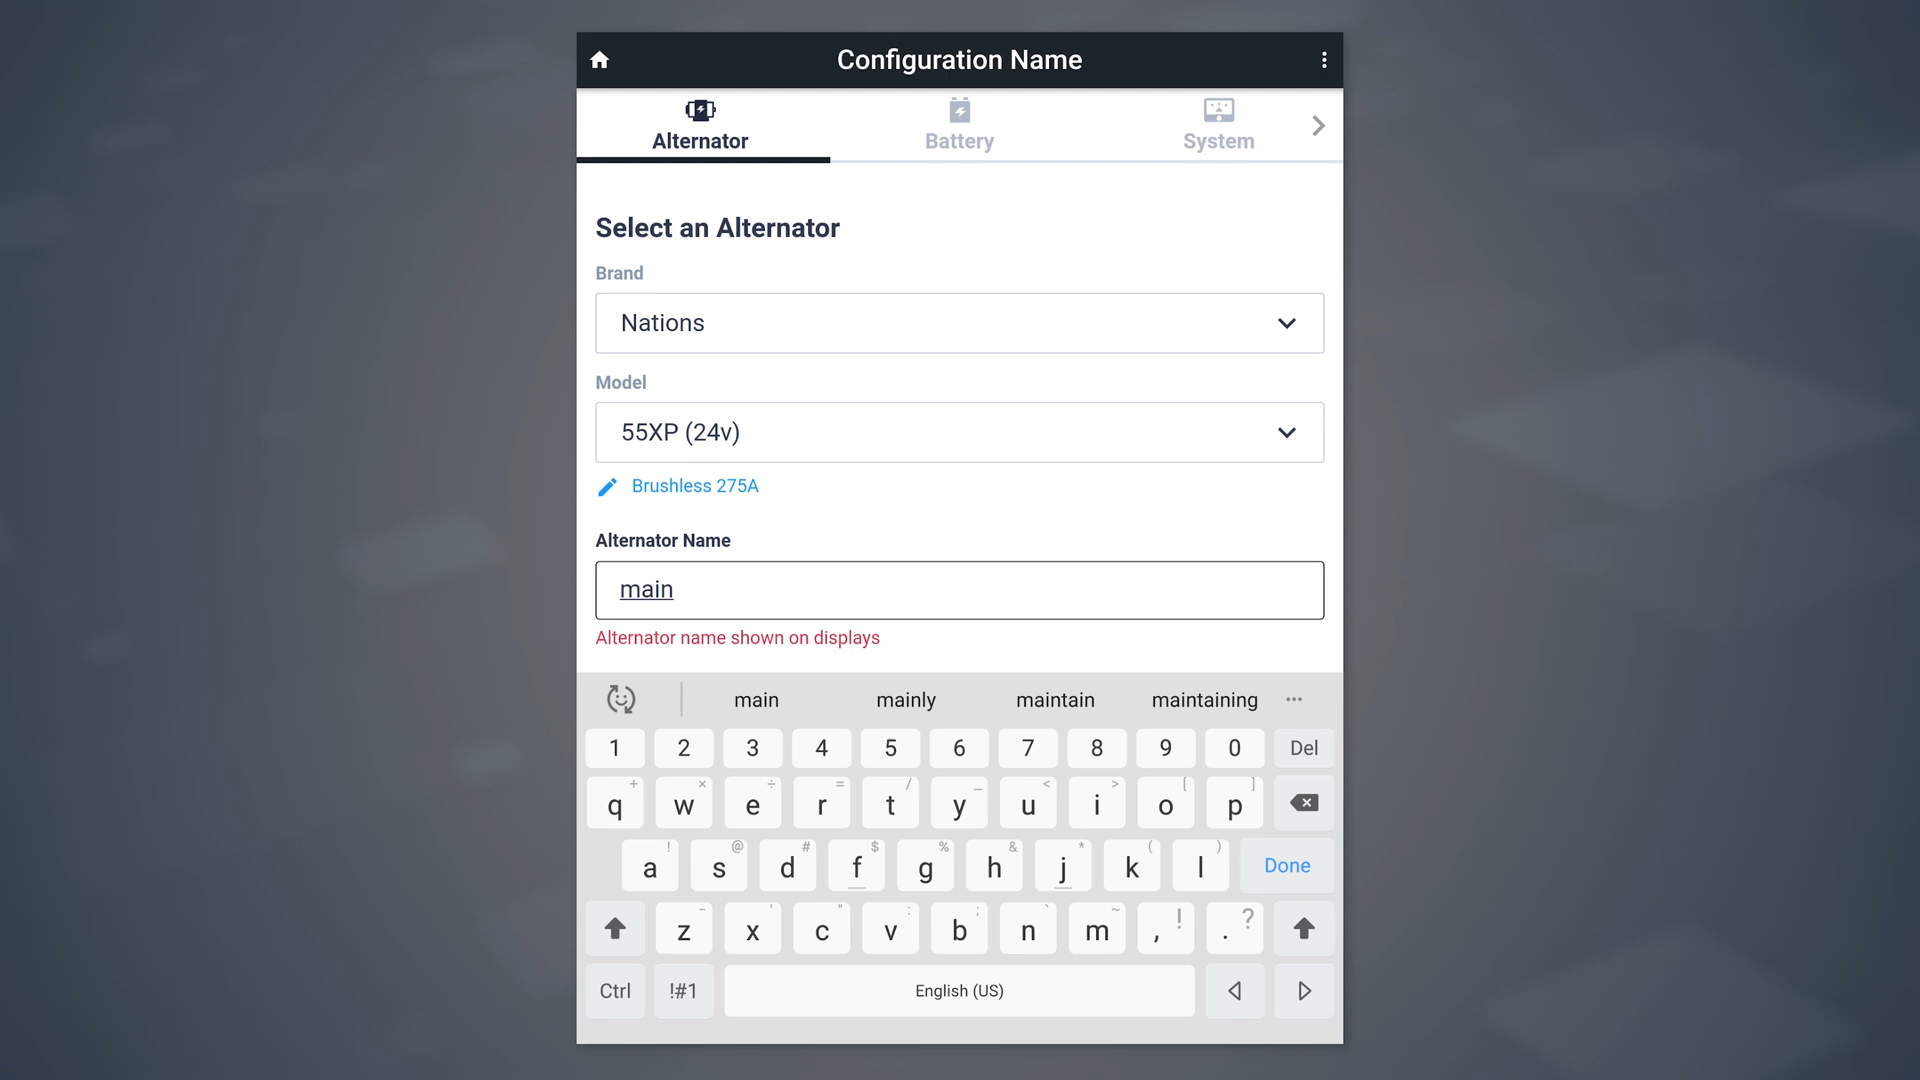 Configuration Name
Alternator Battery System
Select an Alternator
Brand
Nations
Model
55XP (24v)
Brushless 275A
Alternator Name
main
Alternator name shown on displays
main mainly maintain maintaining ...
1 2 3 4 5 6 7 8 9 0 Del
+ × ÷ = / _ < > [ ]
q w e r t y u i o p
! @ # $ % & * ( )
a s d f g h j k l Done
- ' " : ; ` ~ ! ?
z x c v b n m , .
Ctrl !#1 English (US)